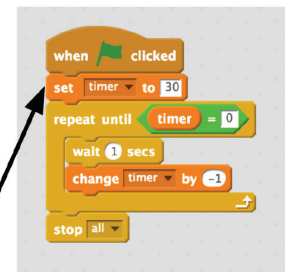 when clicked
set timer to 30
repeat until timer = 0
wait 1 secs
change timer by -1
stop all